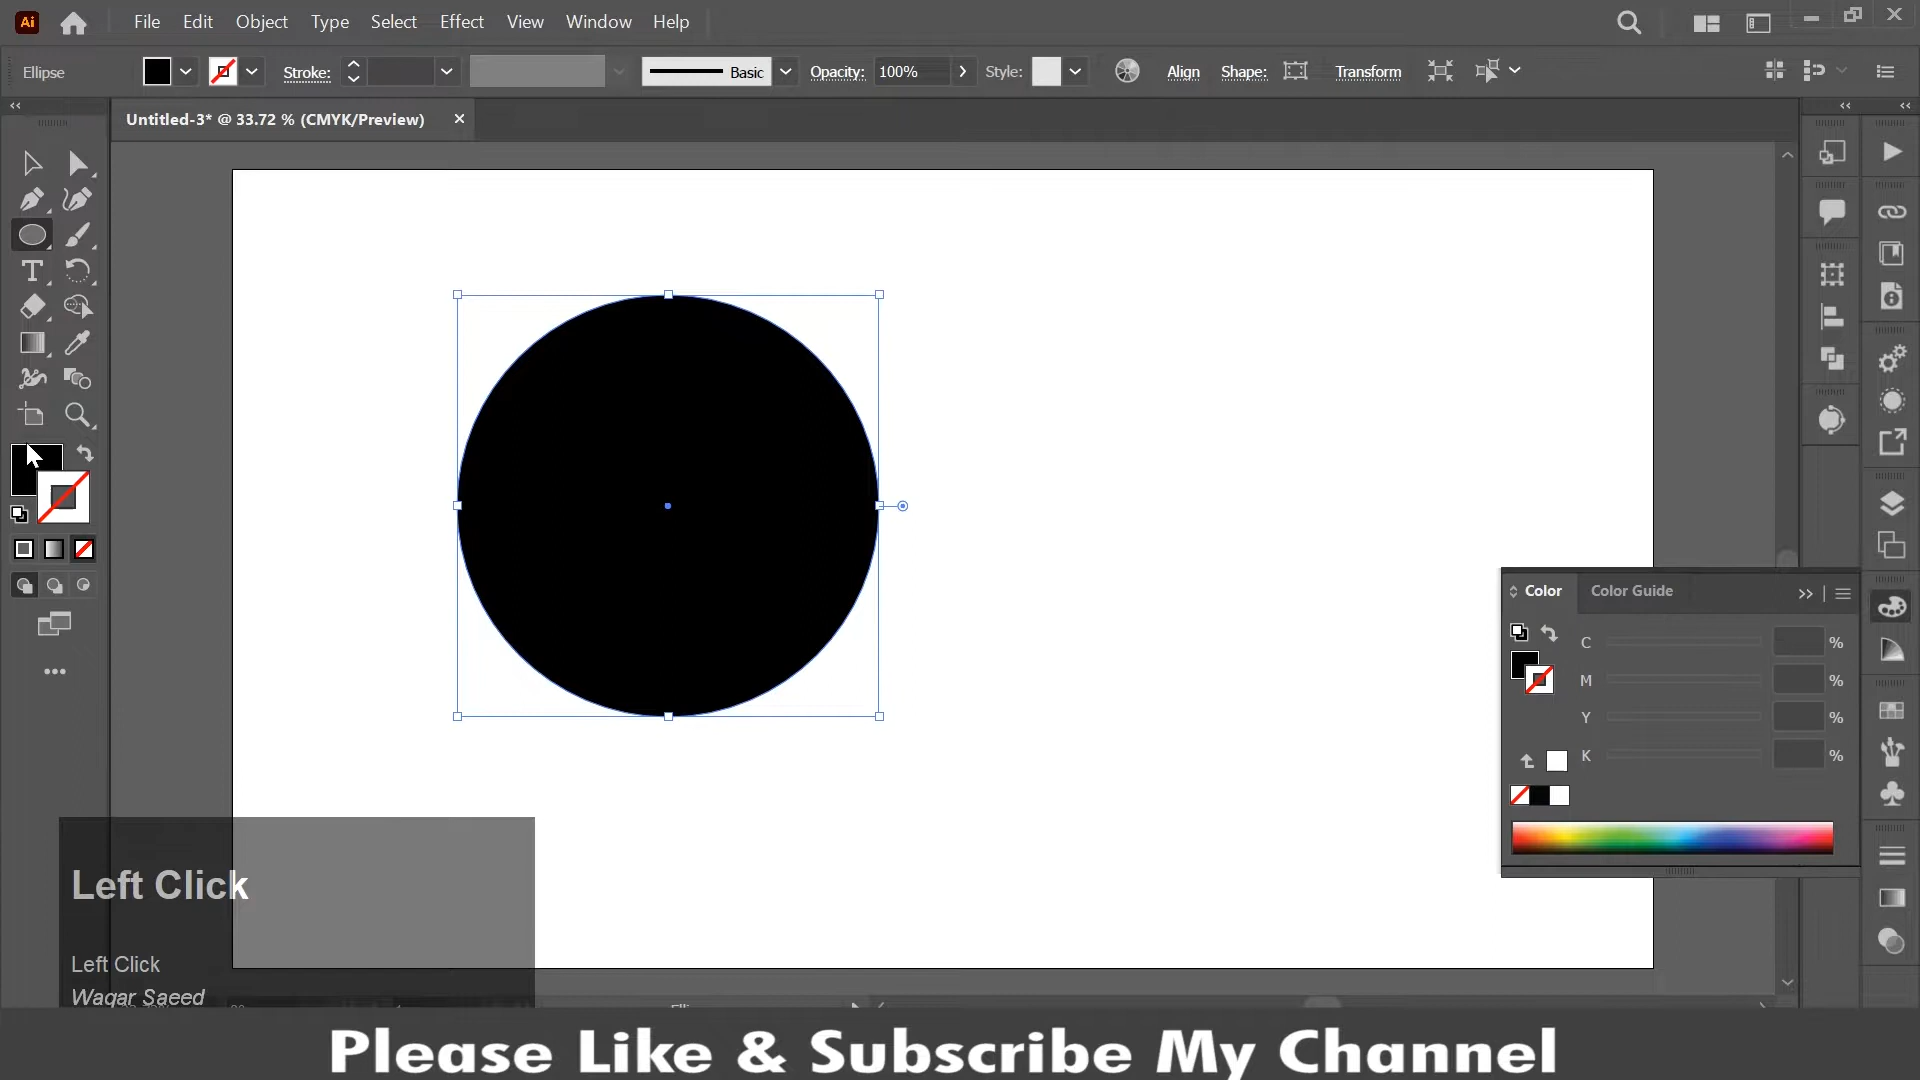 Ai File Edit Object Type Select Effect View Window Help
Ellipse Stroke: Basic Opacity: 100% Style: Align Shape: Transform
Untitled-3* @ 33.72 % (CMYK/Preview)
Color Color Guide
C %
M %
Y %
K %
Left Click
Left Click
Waqar Saeed
Please Like & Subscribe My Channel